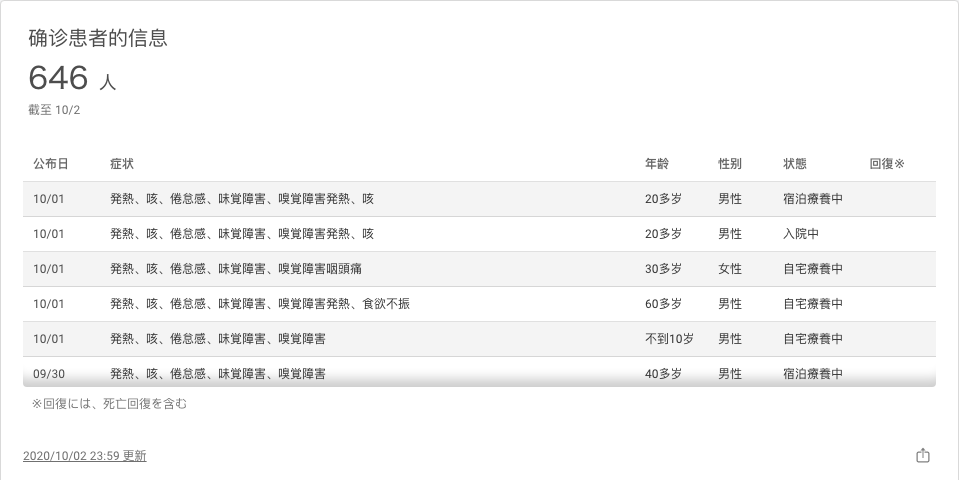 确诊患者的信息
646 人
截至 10/2
公布日 症状 年龄 性别 状態 回復※
10/01 発熱、咳、倦怠感、味覚障害、嗅覚障害発熱、咳 20多岁 男性 宿泊療養中
10/01 発熱、咳、倦怠感、味覚障害、嗅覚障害発熱、咳 20多岁 男性 入院中
10/01 発熱、咳、倦怠感、味覚障害、嗅覚障害咽頭痛 30多岁 女性 自宅療養中
10/01 発熱、咳、倦怠感、味覚障害、嗅覚障害発熱、食欲不振 60多岁 男性 自宅療養中
10/01 発熱、咳、倦怠感、味覚障害、嗅覚障害 不到10岁 男性 自宅療養中
09/30 発熱、咳、倦怠感、味覚障害、嗅覚障害 40多岁 男性 宿泊療養中
※回復には、死亡回復を含む
2020/10/02 23:59 更新